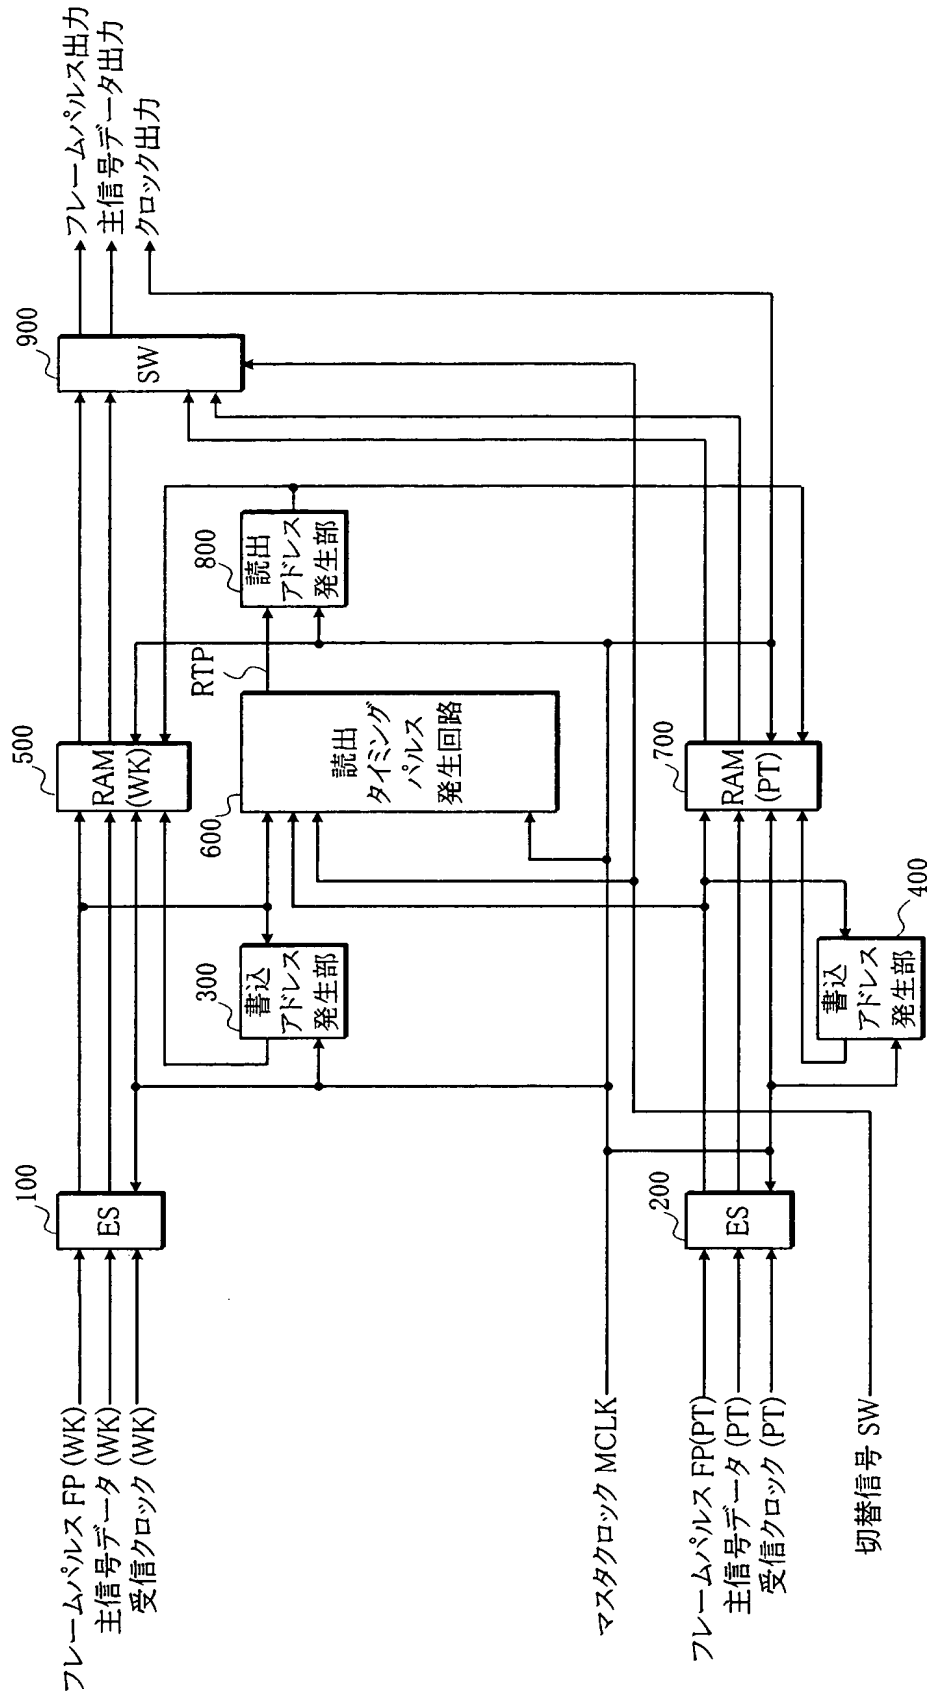 フレームパルス FP (WK)
主信号データ (WK)
受信クロック (WK)
マスタクロック MCLK
フレームパルス FP(PT)
主信号データ (PT)
受信クロック (PT)
切替信号 SW
100
ES
200
ES
300
書込
アドレス
発生部
400
書込
アドレス
発生部
500
RAM
(WK)
600
読出
タイミング
パルス
発生回路
700
RAM
(PT)
RTP
800
読出
アドレス
発生部
900
SW
フレームパルス出力
主信号データ出力
クロック出力